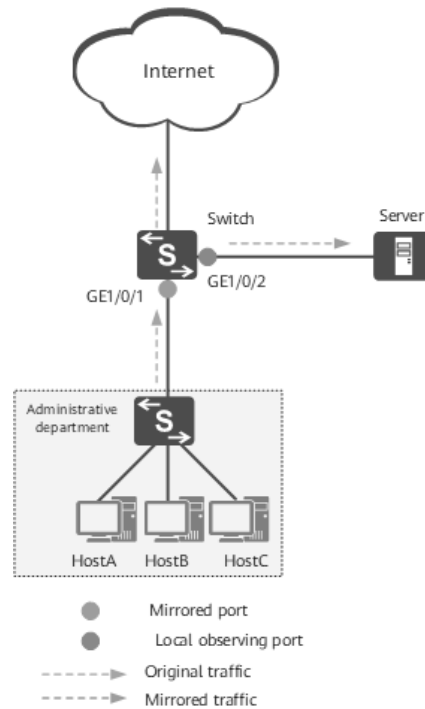 Internet
Switch
Server
S
GE1/0/2
GE1/0/1
Administrative
department
S
HostA HostB HostC
Mirrored port
Local observing port
Original traffic
Mirrored traffic